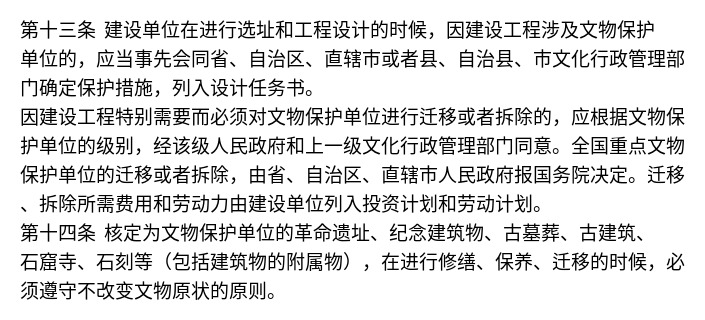 第十三条 建设单位在进行选址和工程设计的时候，因建设工程涉及文物保护
单位的，应当事先会同省、自治区、直辖市或者县、自治县、市文化行政管理部
门确定保护措施，列入设计任务书。
因建设工程特别需要而必须对文物保护单位进行迁移或者拆除的，应根据文物保
护单位的级别，经该级人民政府和上一级文化行政管理部门同意。全国重点文物
保护单位的迁移或者拆除，由省、自治区、直辖市人民政府报国务院决定。迁移
、拆除所需费用和劳动力由建设单位列入投资计划和劳动计划。
第十四条 核定为文物保护单位的革命遗址、纪念建筑物、古墓葬、古建筑、
石窟寺、石刻等（包括建筑物的附属物），在进行修缮、保养、迁移的时候，必
须遵守不改变文物原状的原则。